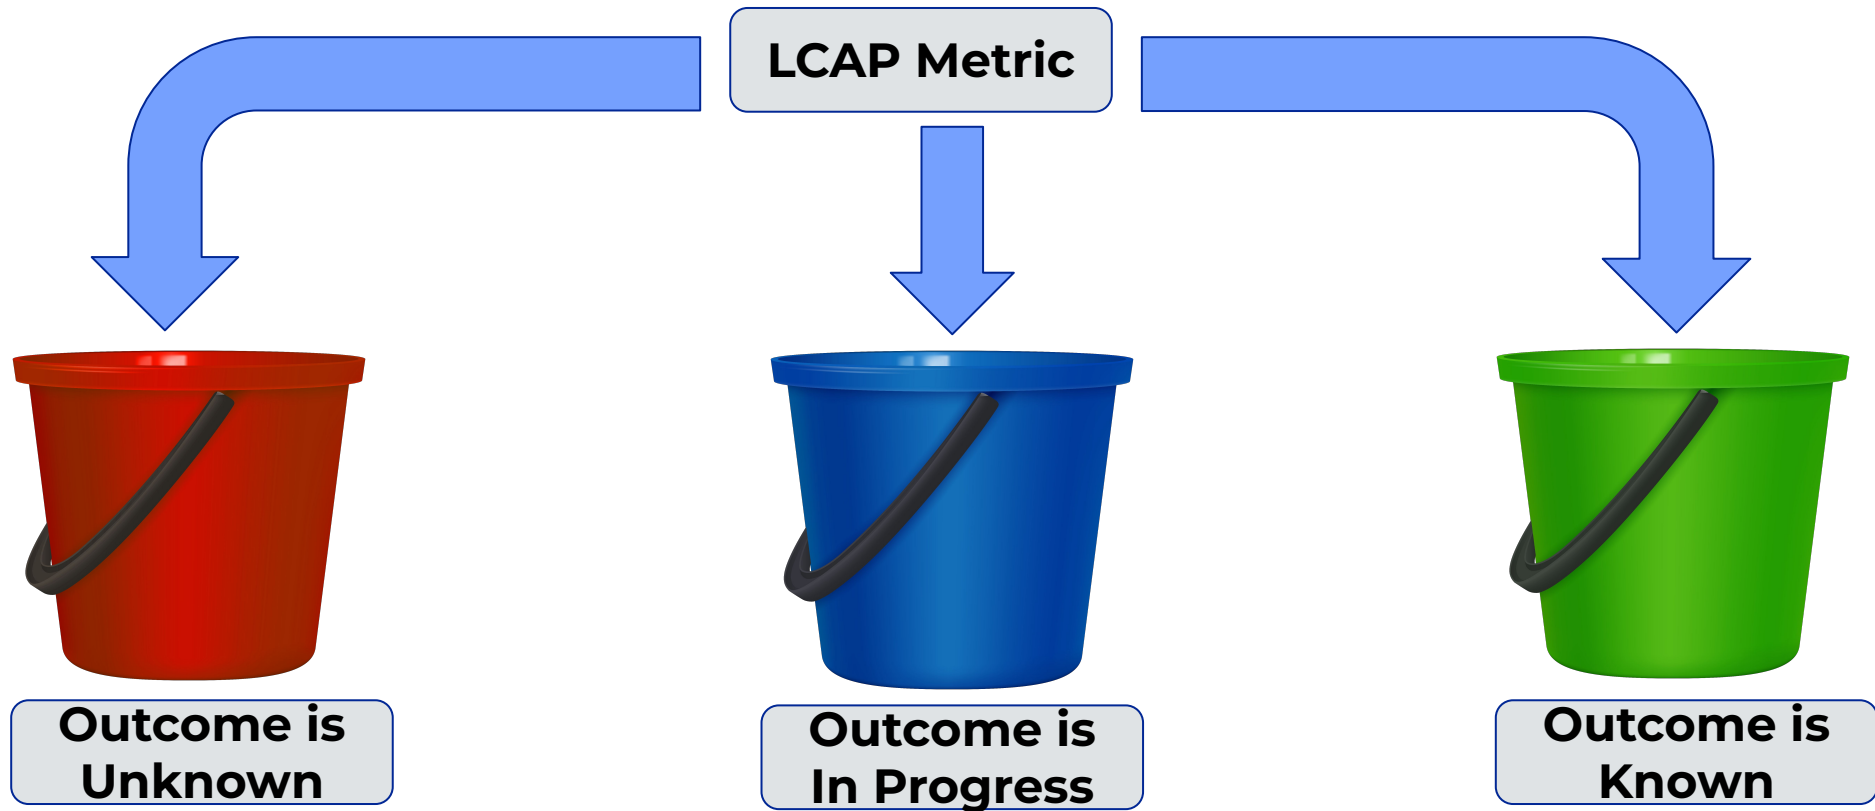 LCAP Metric
Outcome is
Unknown
Outcome is
In Progress
Outcome is
Known